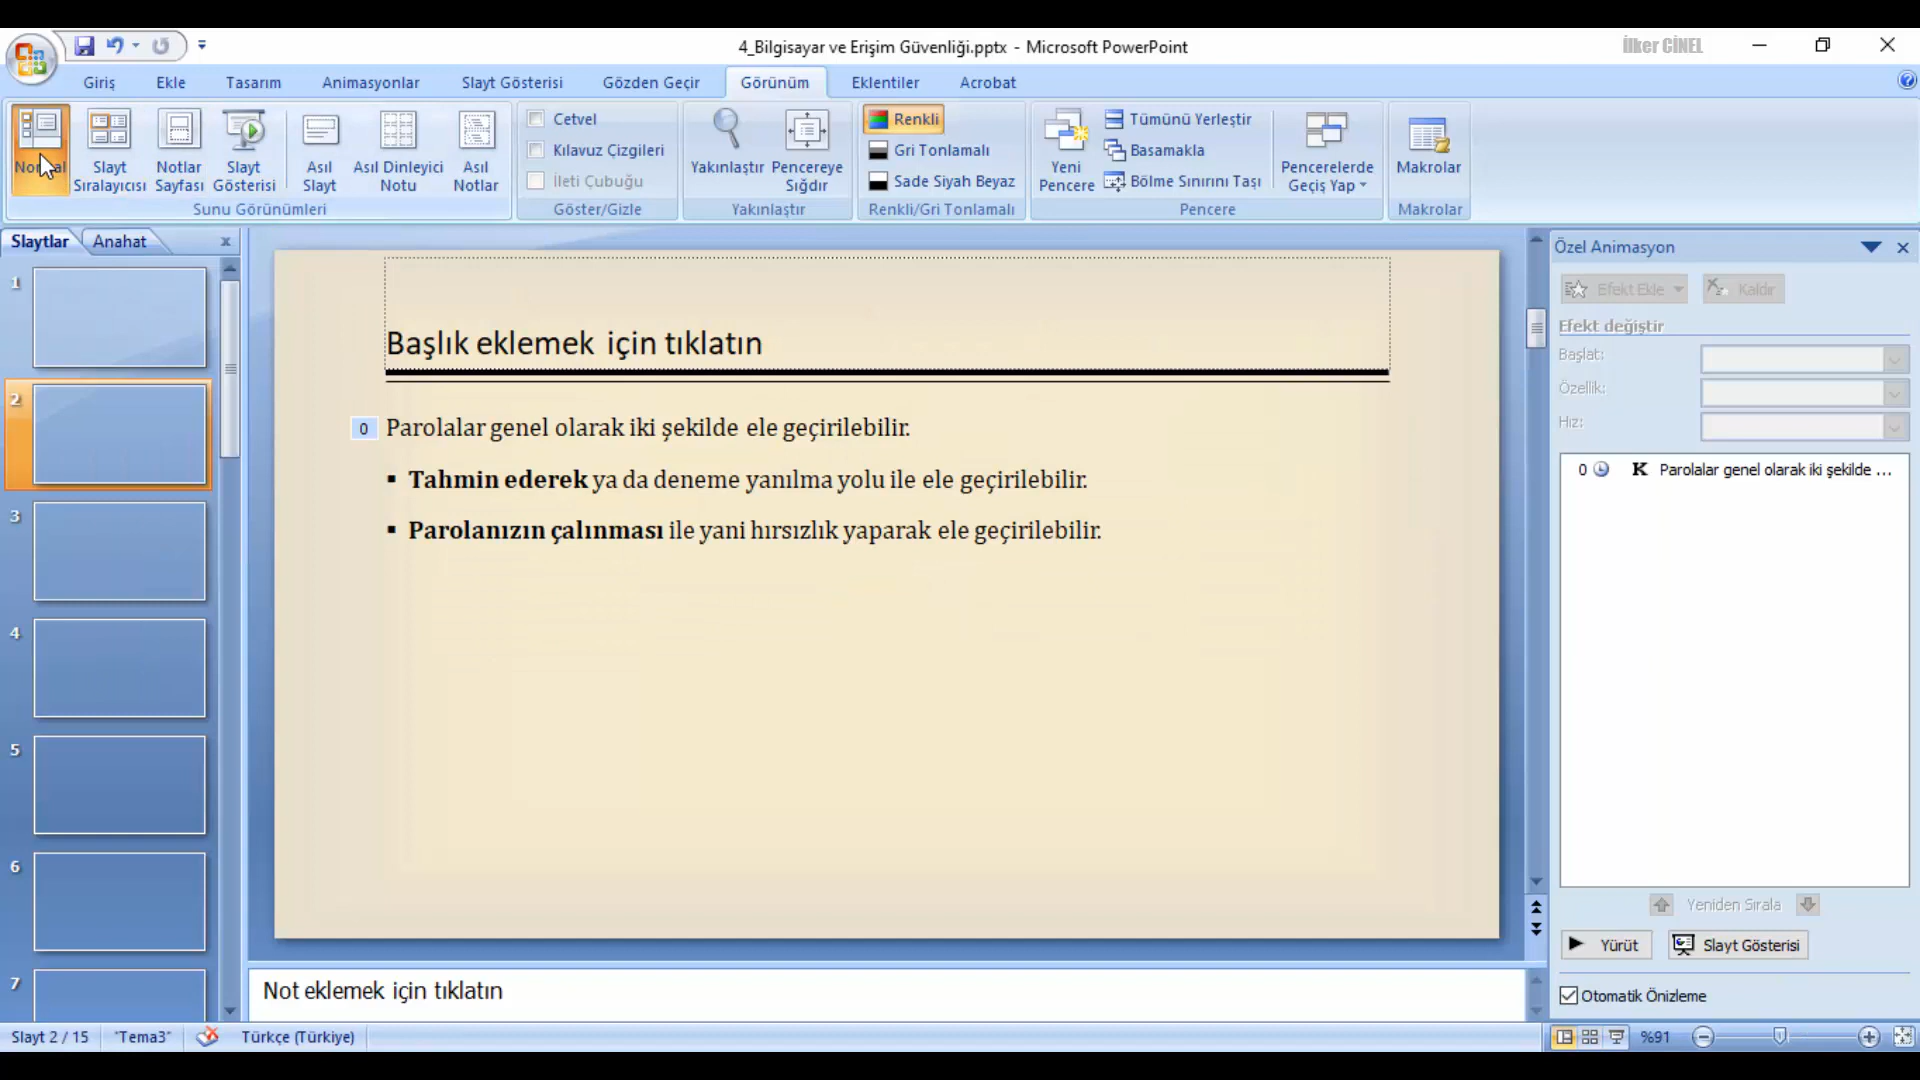 4_Bilgisayar ve Erişim Güvenliği.pptx - Microsoft PowerPoint
İlker CİNEL
Giriş
Ekle
Tasarım
Animasyonlar
Slayt Gösterisi
Gözden Geçir
Görünüm
Eklentiler
Acrobat
Normal
Slayt Sıralayıcısı
Notlar Sayfası
Slayt Gösterisi
Asıl Slayt
Asıl Dinleyici Notu
Asıl Notlar
Sunu Görünümleri
Cetvel
Kılavuz Çizgileri
İleti Çubuğu
Göster/Gizle
Yakınlaştır
Pencereye Sığdır
Yakınlaştır
Renkli
Gri Tonlamalı
Sade Siyah Beyaz
Renkli/Gri Tonlamalı
Yeni Pencere
Tümünü Yerleştir
Basamakla
Bölme Sınırını Taşı
Pencerelerde Geçiş Yap
Pencere
Makrolar
Makrolar
Slaytlar
Anahat
x
1
2
3
4
5
6
7
Başlık eklemek için tıklatın
0
Parolalar genel olarak iki şekilde ele geçirilebilir.
▪ Tahmin ederek ya da deneme yanılma yolu ile ele geçirilebilir.
▪ Parolanızın çalınması ile yani hırsızlık yaparak ele geçirilebilir.
Not eklemek için tıklatın
Özel Animasyon
Efekt Ekle
Kaldır
Efekt değiştir
Başlat:
Özellik:
Hız:
0 K Parolalar genel olarak iki şekilde ...
Yeniden Sırala
Yürüt
Slayt Gösterisi
Otomatik Önizleme
Slayt 2 / 15
"Tema3"
Türkçe (Türkiye)
%91